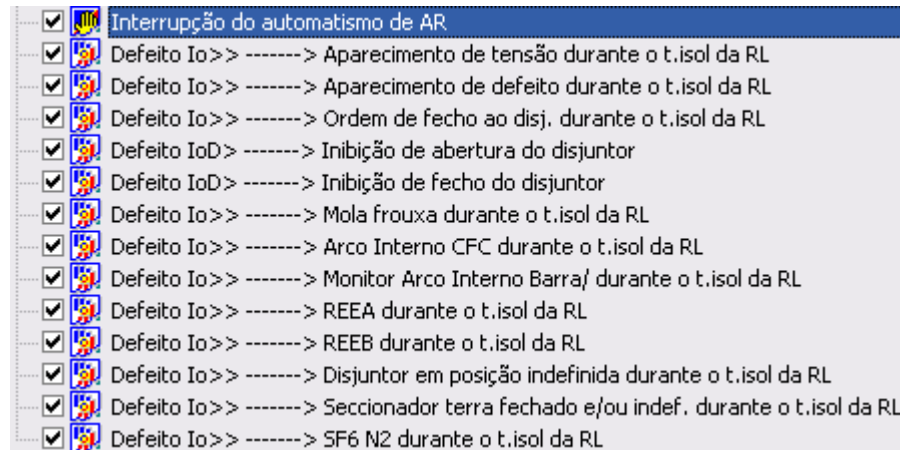 Interrupção do automatismo de AR
Defeito Io>> -------> Aparecimento de tensão durante o t.isol da RL
Defeito Io>> -------> Aparecimento de defeito durante o t.isol da RL
Defeito Io>> -------> Ordem de fecho ao disj. durante o t.isol da RL
Defeito IoD> -------> Inibição de abertura do disjuntor
Defeito IoD> -------> Inibição de fecho do disjuntor
Defeito Io>> -------> Mola frouxa durante o t.isol da RL
Defeito Io>> -------> Arco Interno CFC durante o t.isol da RL
Defeito Io>> -------> Monitor Arco Interno Barra/ durante o t.isol da RL
Defeito Io>> -------> REEA durante o t.isol da RL
Defeito Io>> -------> REEB durante o t.isol da RL
Defeito Io>> -------> Disjuntor em posição indefinida durante o t.isol da RL
Defeito Io>> -------> Seccionador terra fechado e/ou indef. durante o t.isol da RL
Defeito Io>> -------> SF6 N2 durante o t.isol da RL